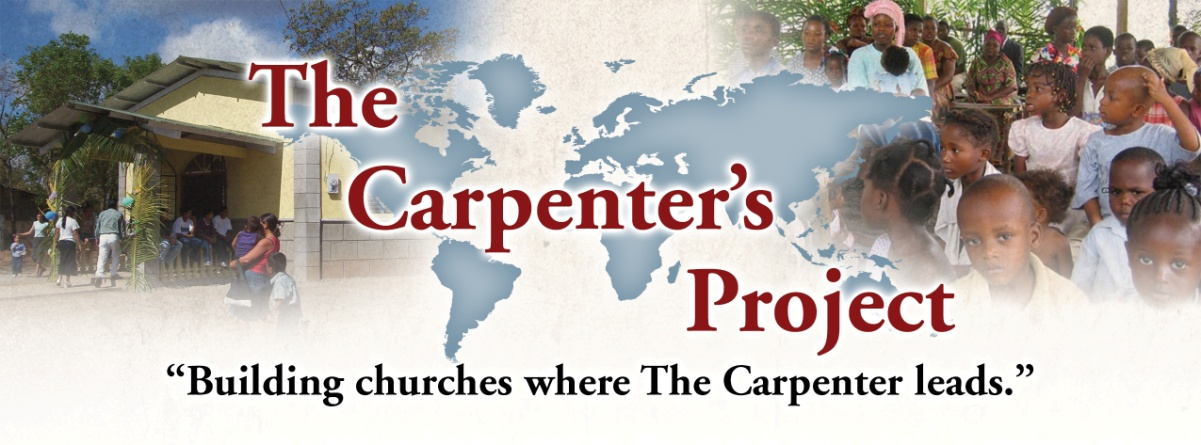 The
Carpenter’s
Project
“Building churches where The Carpenter leads.”